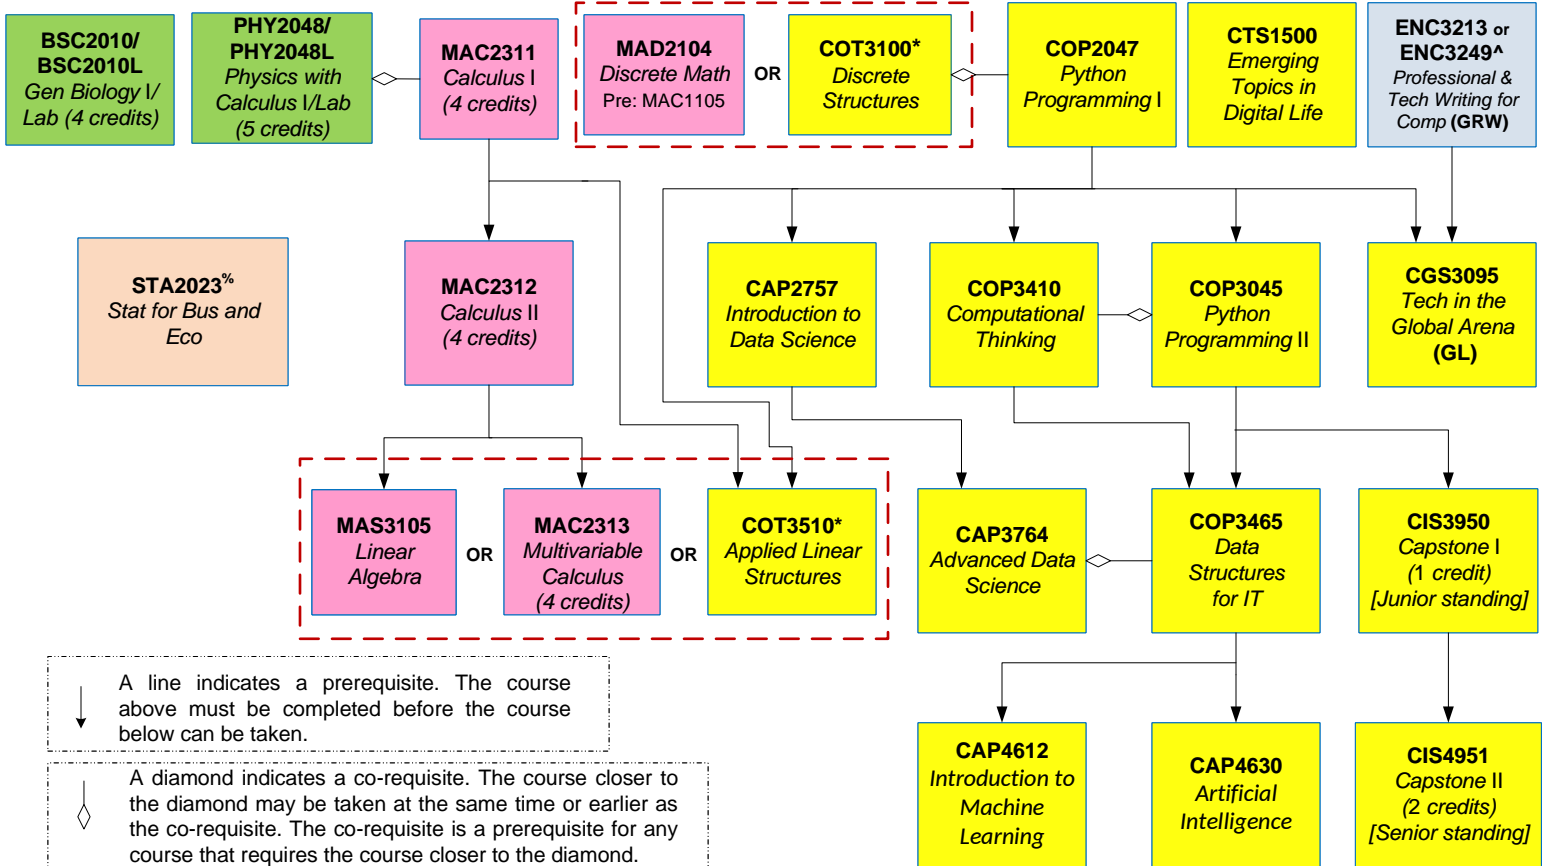 BSC2010/
BSC2010L
Gen Biology I/
Lab (4 credits)
PHY2048/
PHY2048L
Physics with
Calculus I/Lab
(5 credits)
MAC2311
Calculus I
(4 credits)
MAD2104
Discrete Math
Pre: MAC1105
OR
COT3100*
Discrete
Structures
COP2047
Python
Programming I
CTS1500
Emerging
Topics in
Digital Life
ENC3213 or
ENC3249^
Professional &
Tech Writing for
Comp (GRW)
STA2023%
Stat for Bus and
Eco
MAC2312
Calculus II
(4 credits)
CAP2757
Introduction to
Data Science
COP3410
Computational
Thinking
COP3045
Python
Programming II
CGS3095
Tech in the
Global Arena
(GL)
MAS3105
Linear
Algebra
OR
MAC2313
Multivariable
Calculus
(4 credits)
OR
COT3510*
Applied Linear
Structures
CAP3764
Advanced Data
Science
COP3465
Data
Structures
for IT
CIS3950
Capstone I
(1 credit)
[Junior standing]
A line indicates a prerequisite. The course
above must be completed before the course
below can be taken.
A diamond indicates a co-requisite. The course closer to
the diamond may be taken at the same time or earlier as
the co-requisite. The co-requisite is a prerequisite for any
course that requires the course closer to the diamond.
CAP4612
Introduction to
Machine
Learning
CAP4630
Artificial
Intelligence
CIS4951
Capstone II
(2 credits)
[Senior standing]